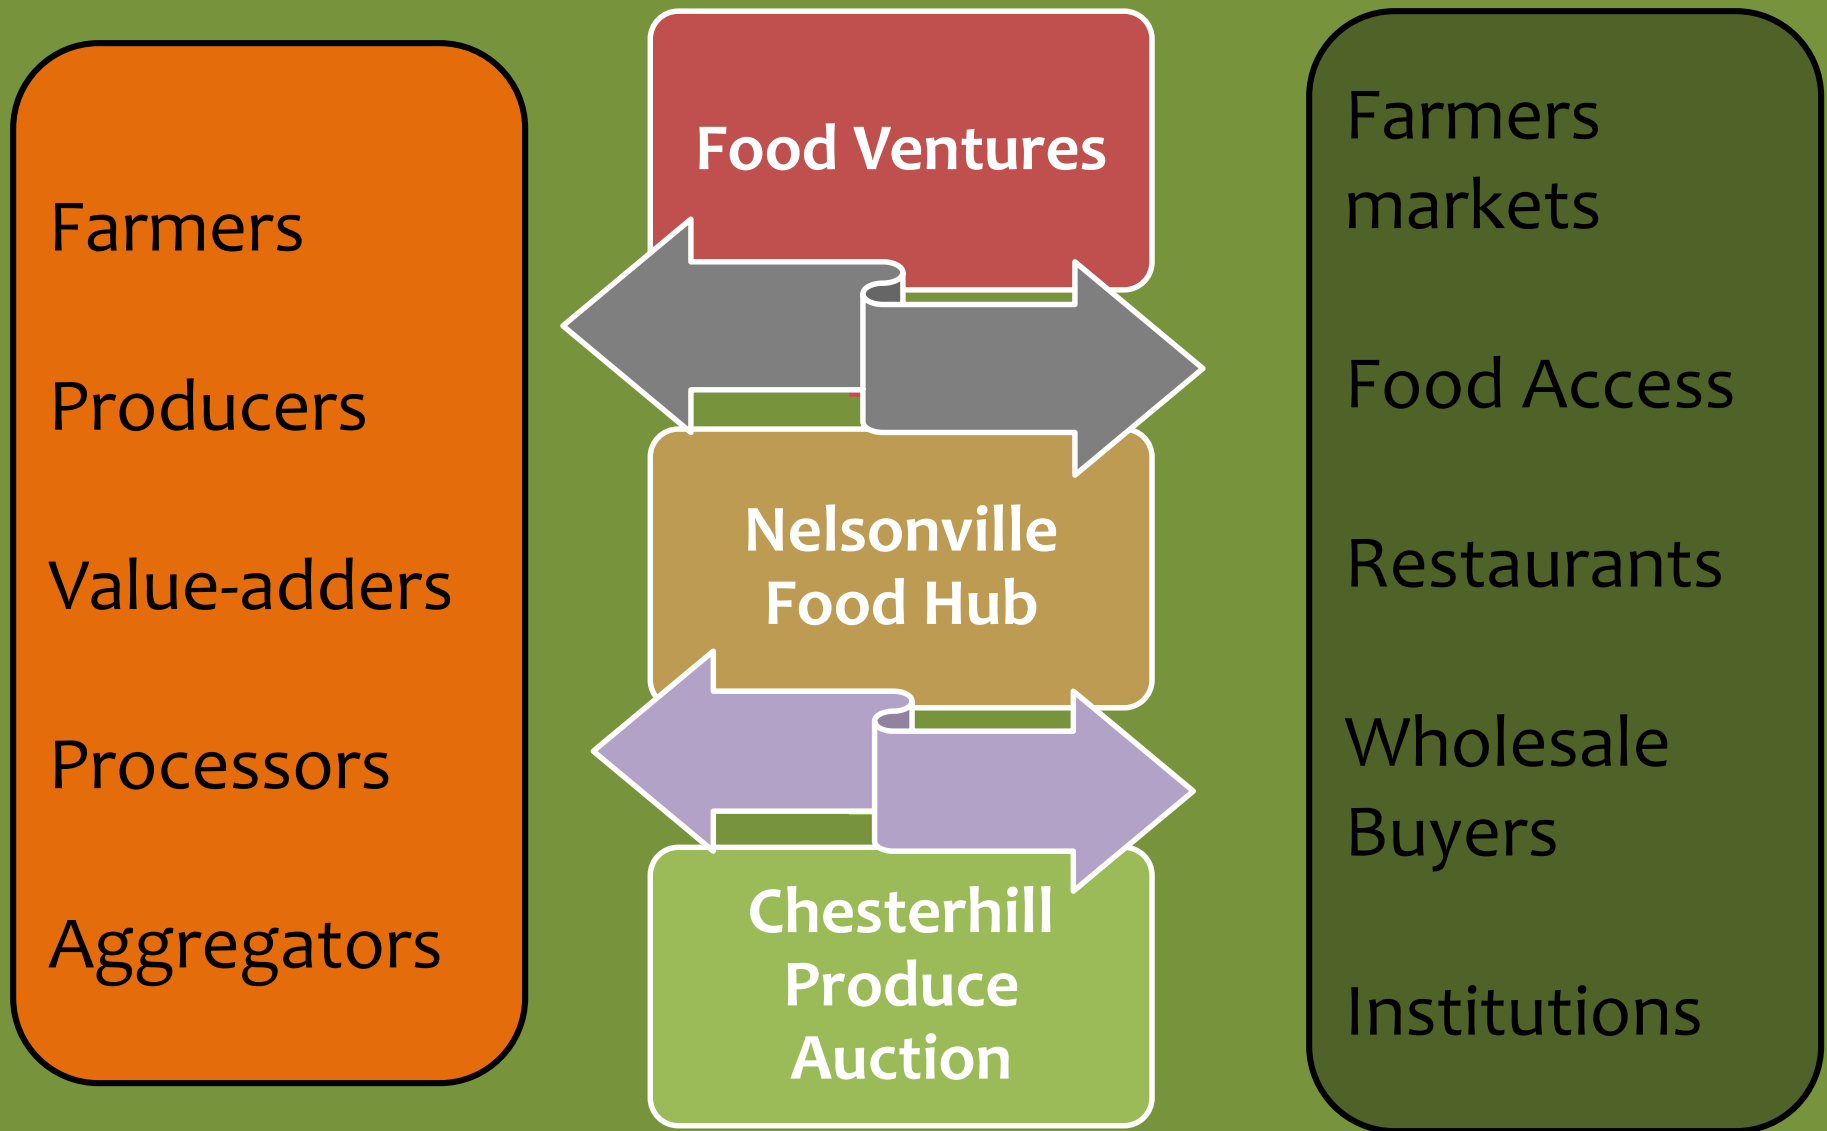 Farmers
Producers
Value-adders
Processors
Aggregators
Food Ventures
Nelsonville
Food Hub
Chesterhill
Produce
Auction
Farmers
markets
Food Access
Restaurants
Wholesale
Buyers
Institutions